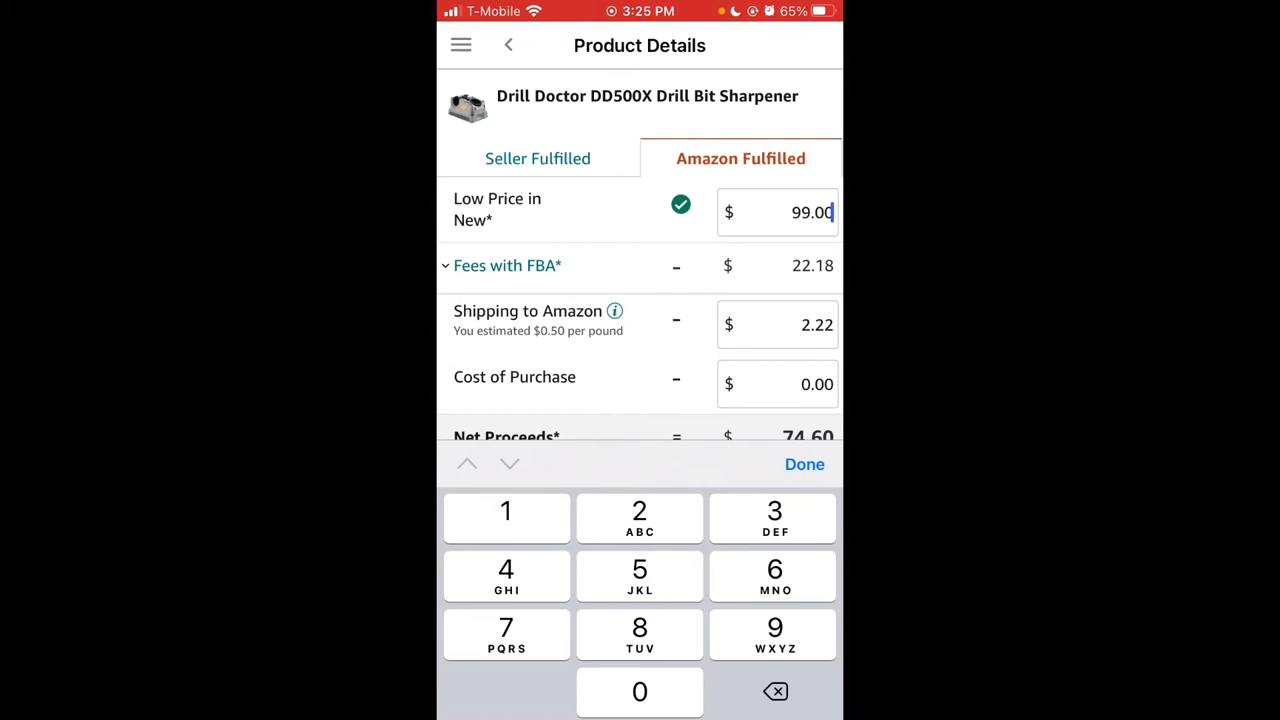 T-Mobile 3:25 PM 65%
Product Details
Drill Doctor DD500X Drill Bit Sharpener
Seller Fulfilled Amazon Fulfilled
Low Price in
New*
$ 99.00
Fees with FBA* - $ 22.18
Shipping to Amazon - $ 2.22
You estimated $0.50 per pound
Cost of Purchase - $ 0.00
Net Proceeds* = $ 74.60
Done
1 2 3
ABC DEF
4 5 6
GHI JKL MNO
7 8 9
PQRS TUV WXYZ
0